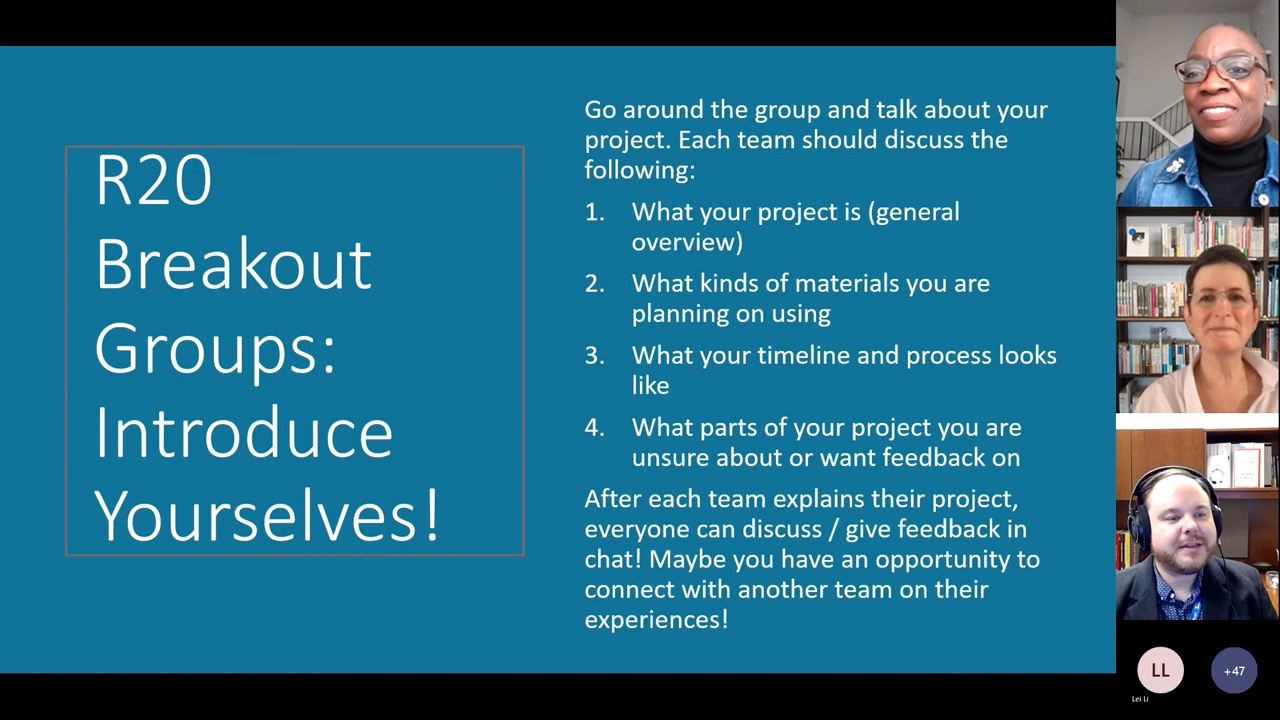 R20
Breakout
Groups:
Introduce
Yourselves!
Go around the group and talk about your
project. Each team should discuss the
following:
1. What your project is (general
overview)
2. What kinds of materials you are
planning on using
3. What your timeline and process looks
like
4. What parts of your project you are
unsure about or want feedback on
After each team explains their project,
everyone can discuss / give feedback in
chat! Maybe you have an opportunity to
connect with another team on their
experiences!
LL
+47
Lei Li